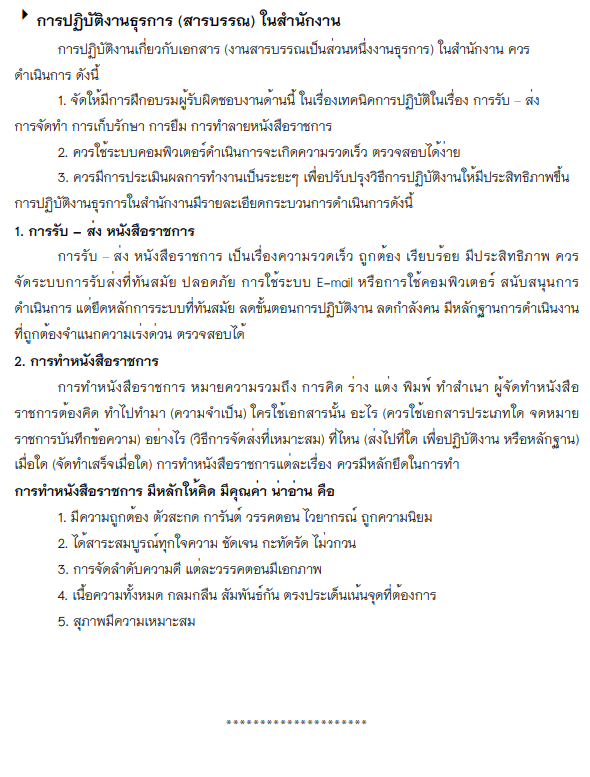 การปฏิบัติงานธุรการ (สารบรรณ) ในสำนักงาน
การปฏิบัติงานเกี่ยวกับเอกสาร (งานสารบรรณเป็นส่วนหนึ่งงานธุรการ) ในสำนักงาน ควร
ดำเนินการ ดังนี้
1. จัดให้มีการฝึกอบรมผู้รับผิดชอบงานด้านนี้ ในเรื่องเทคนิคการปฏิบัติในเรื่อง การรับ – ส่ง
การจัดทำ การเก็บรักษา การยืม การทำลายหนังสือราชการ
2. ควรใช้ระบบคอมพิวเตอร์ดำเนินการจะเกิดความรวดเร็ว ตรวจสอบได้ง่าย
3. ควรมีการประเมินผลการทำงานเป็นระยะๆ เพื่อปรับปรุงวิธีการปฏิบัติงานให้มีประสิทธิภาพขึ้น
การปฏิบัติงานธุรการในสำนักงานมีรายละเอียดกระบวนการดำเนินการดังนี้
1. การรับ – ส่ง หนังสือราชการ
การรับ – ส่ง หนังสือราชการ เป็นเรื่องความรวดเร็ว ถูกต้อง เรียบร้อย มีประสิทธิภาพ ควร
จัดระบบการรับส่งที่ทันสมัย ปลอดภัย การใช้ระบบ E-mail หรือการใช้คอมพิวเตอร์ สนับสนุนการ
ดำเนินการ แต่ยึดหลักการระบบที่ทันสมัย ลดขั้นตอนการปฏิบัติงาน ลดกำลังคน มีหลักฐานการดำเนินงาน
ที่ถูกต้องจำแนกความเร่งด่วน ตรวจสอบได้
2. การทำหนังสือราชการ
การทำหนังสือราชการ หมายความรวมถึง การคิด ร่าง แต่ง พิมพ์ ทำสำเนา ผู้จัดทำหนังสือ
ราชการต้องคิด ทำไปทำมา (ความจำเป็น) ใครใช้เอกสารนั้น อะไร (ควรใช้เอกสารประเภทใด จดหมาย
ราชการบันทึกข้อความ) อย่างไร (วิธีการจัดส่งที่เหมาะสม) ที่ไหน (ส่งไปที่ใด เพื่อปฏิบัติงาน หรือหลักฐาน)
เมื่อใด (จัดทำเสร็จเมื่อใด) การทำหนังสือราชการแต่ละเรื่อง ควรมีหลักยึดในการทำ
การทำหนังสือราชการ มีหลักให้คิด มีคุณค่า น่าอ่าน คือ
1. มีความถูกต้อง ตัวสะกด การันต์ วรรคตอน ไวยากรณ์ ถูกความนิยม
2. ได้สาระสมบูรณ์ทุกใจความ ชัดเจน กะทัดรัด ไม่วกวน
3. การจัดลำดับความดี แต่ละวรรคตอนมีเอกภาพ
4. เนื้อความทั้งหมด กลมกลืน สัมพันธ์กัน ตรงประเด็นเน้นจุดที่ต้องการ
5. สุภาพมีความเหมาะสม
*********************